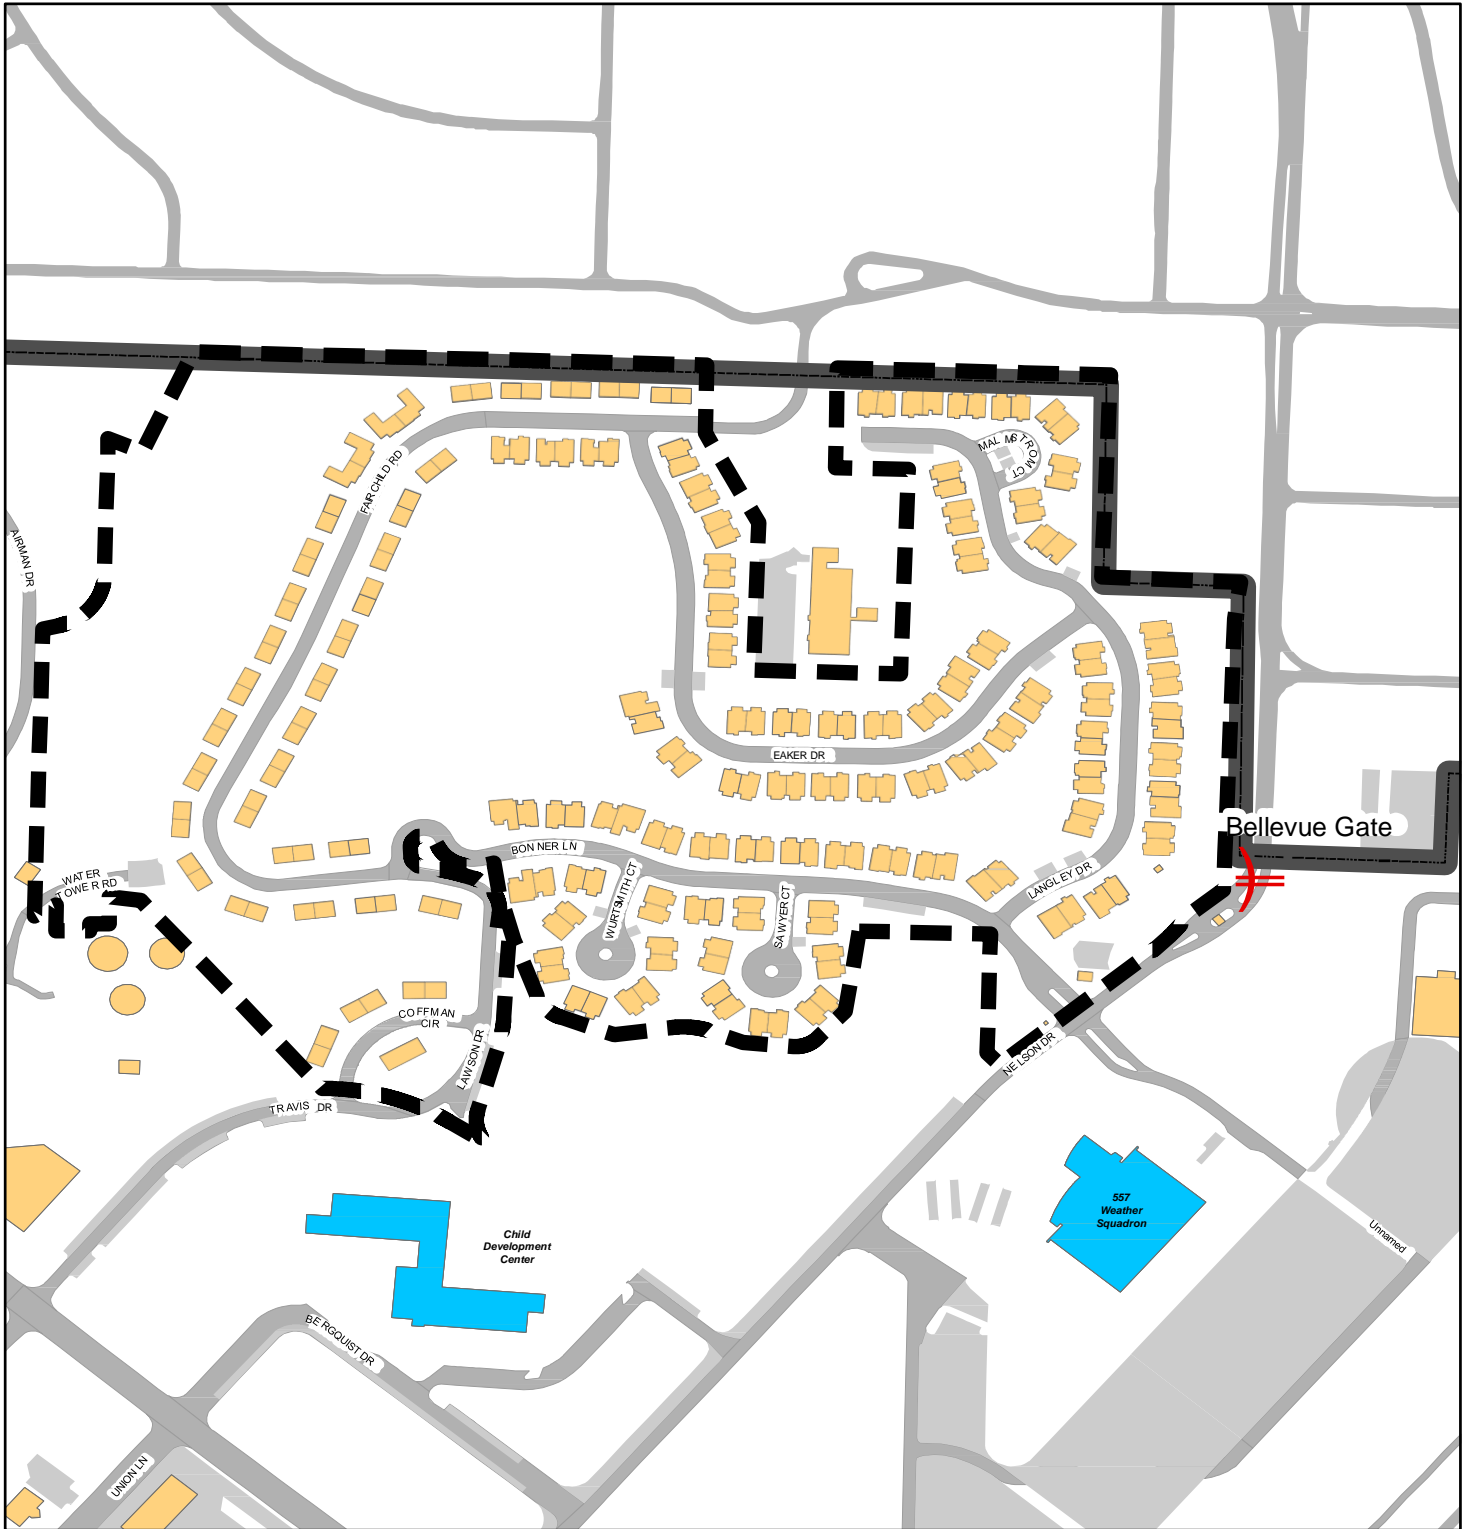 MALMSTROM CT
FAIRCHILD RD
AIRMAN DR
EAKER DR
Bellevue Gate
BONNER LN
WATER
TOWER RD
LANGLEY DR
WURTSMITH CT
SAWYER CT
COFFMAN
CIR
LAWSON DR
NELSON DR
TRAVIS DR
557
Weather
Squadron
Child
Development
Center
Unnamed
BERGQUIST DR
UNION LN